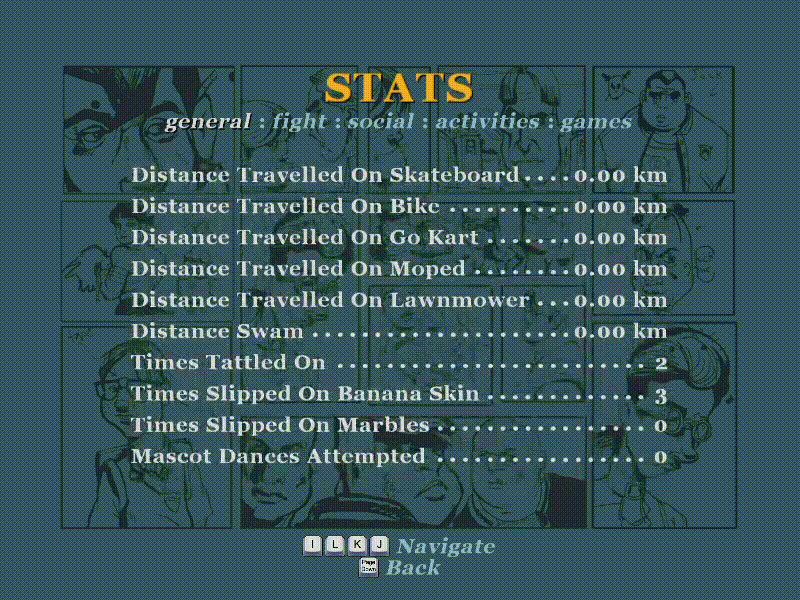 STATS
general : fight : social : activities : games
Distance Travelled On Skateboard ....0.00 km
Distance Travelled On Bike ..........0.00 km
Distance Travelled On Go Kart .......0.00 km
Distance Travelled On Moped ........0.00 km
Distance Travelled On Lawnmower ...0.00 km
Distance Swam .....................0.00 km
Times Tattled On ......................... 2
Times Slipped On Banana Skin ............. 3
Times Slipped On Marbles ................. 0
Mascot Dances Attempted ................. 0
I L K J Navigate
Page Down Back